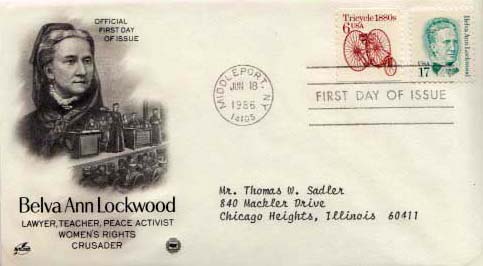 OFFICIAL
FIRST DAY
OF ISSUE
Tricycle 1880s
6 USA
Belva Ann Lockwood
USA
17
MIDDLEPORT, NY
JUN 18
1986
14105
FIRST DAY OF ISSUE
Belva Ann Lockwood
LAWYER, TEACHER, PEACE ACTIVIST
WOMEN'S RIGHTS
CRUSADER
Mr. Thomas W. Sadler
840 Mackler Drive
Chicago Heights, Illinois 60411